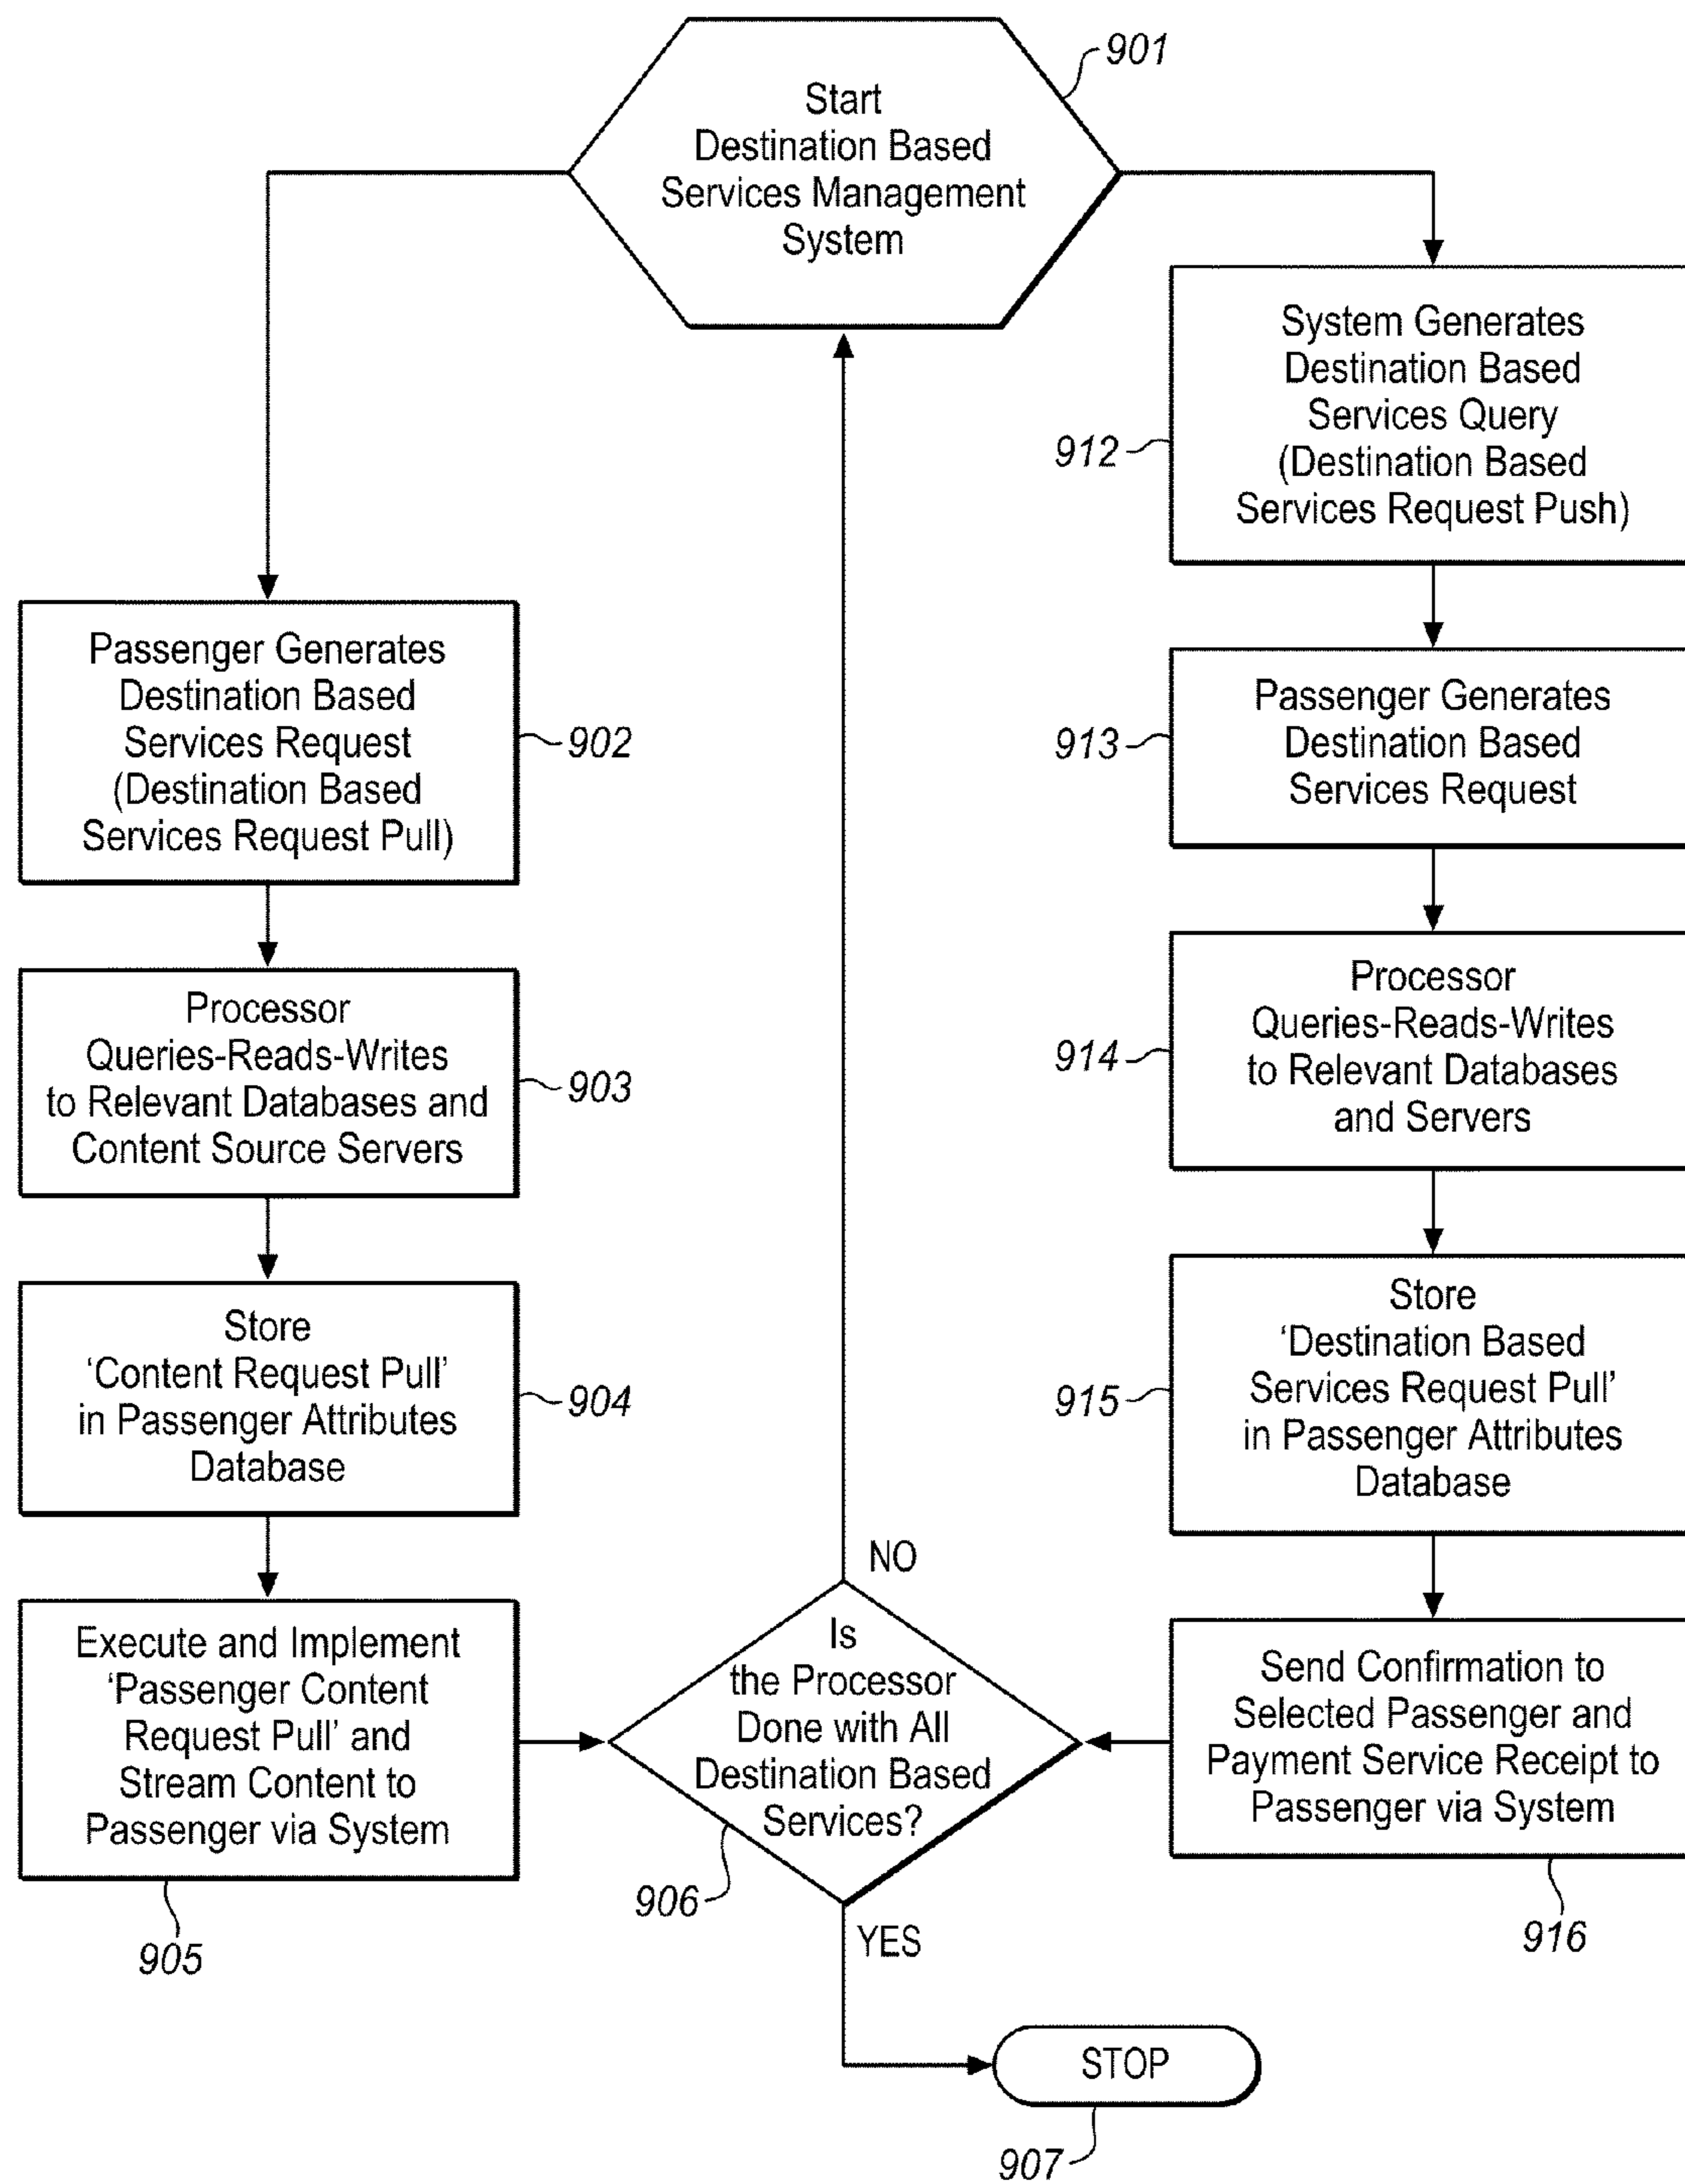 Start
Destination Based
Services Management
System
901
Passenger Generates
Destination Based
Services Request
(Destination Based
Services Request Pull)
902
Processor
Queries-Reads-Writes
to Relevant Databases and
Content Source Servers
903
Store
‘Content Request Pull’
in Passenger Attributes
Database
904
Execute and Implement
‘Passenger Content
Request Pull’ and
Stream Content to
Passenger via System
905
System Generates
Destination Based
Services Query
(Destination Based
Services Request Push)
912
Passenger Generates
Destination Based
Services Request
913
Processor
Queries-Reads-Writes
to Relevant Databases
and Servers
914
Store
‘Destination Based
Services Request Pull’
in Passenger Attributes
Database
915
Send Confirmation to
Selected Passenger and
Payment Service Receipt to
Passenger via System
916
NO
Is
the Processor
Done with All
Destination Based
Services?
906
YES
STOP
907